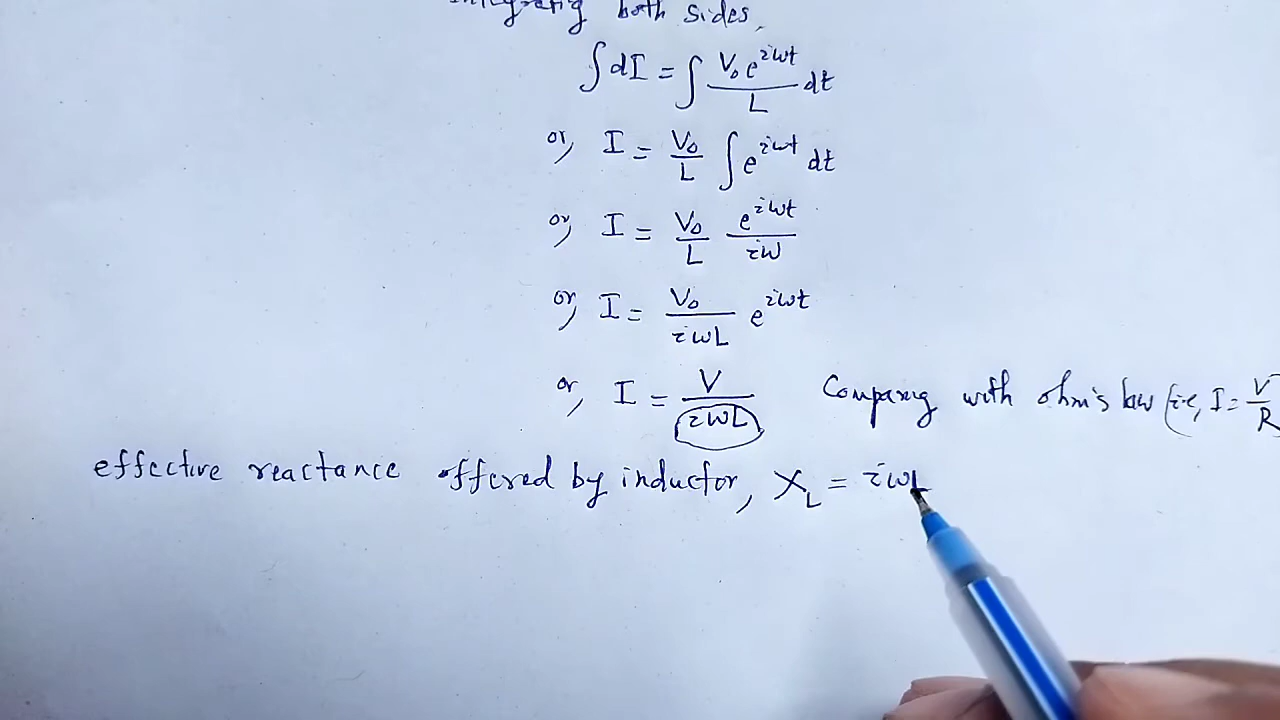 Integrating both sides,
∫dI = ∫ V₀e^{iωt}/L dt
or, I = V₀/L ∫e^{iωt} dt
or, I = V₀/L e^{iωt}/iω
or, I = V₀/iωL e^{iωt}
or, I = V/iωL Comparing with ohm's law (i.e, I = V/R
effective reactance offered by inductor, X_L = iωL